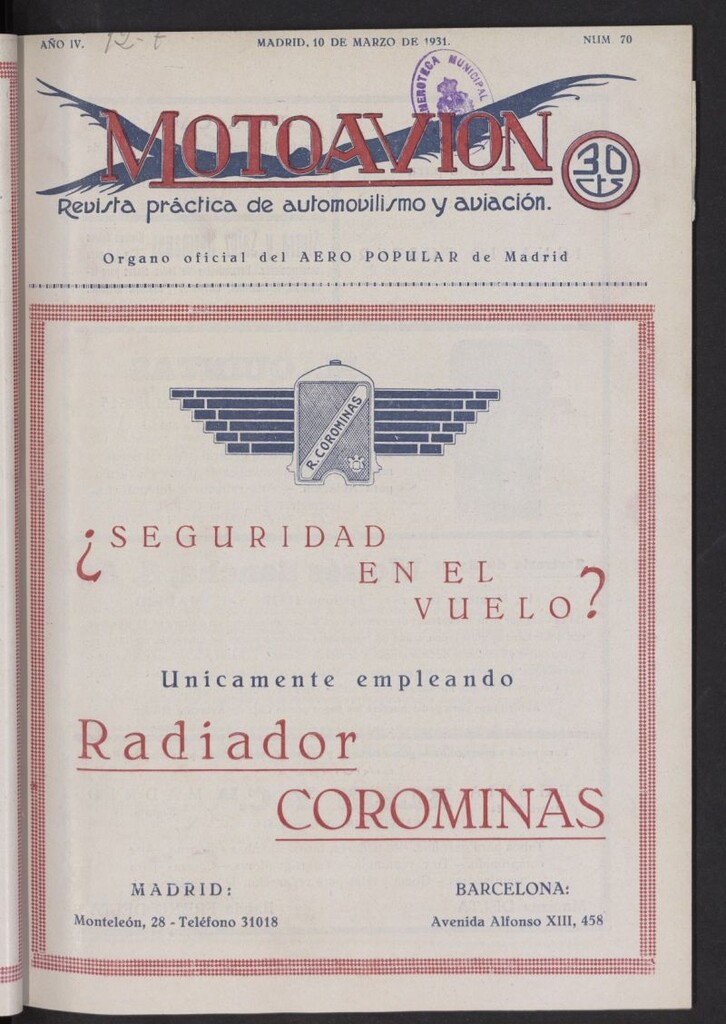 AÑO IV.
MADRID, 10 DE MARZO DE 1931.
NUM. 70
HEMEROTECA MUNICIPAL
MOTOAVION
30 cts
Revista práctica de automovilismo y aviación.
Organo oficial del AERO POPULAR de Madrid
R. COROMINAS
¿SEGURIDAD
EN EL
VUELO?
Unicamente empleando
Radiador
COROMINAS
MADRID:
Monteleón, 28 - Teléfono 31018
BARCELONA:
Avenida Alfonso XIII, 458